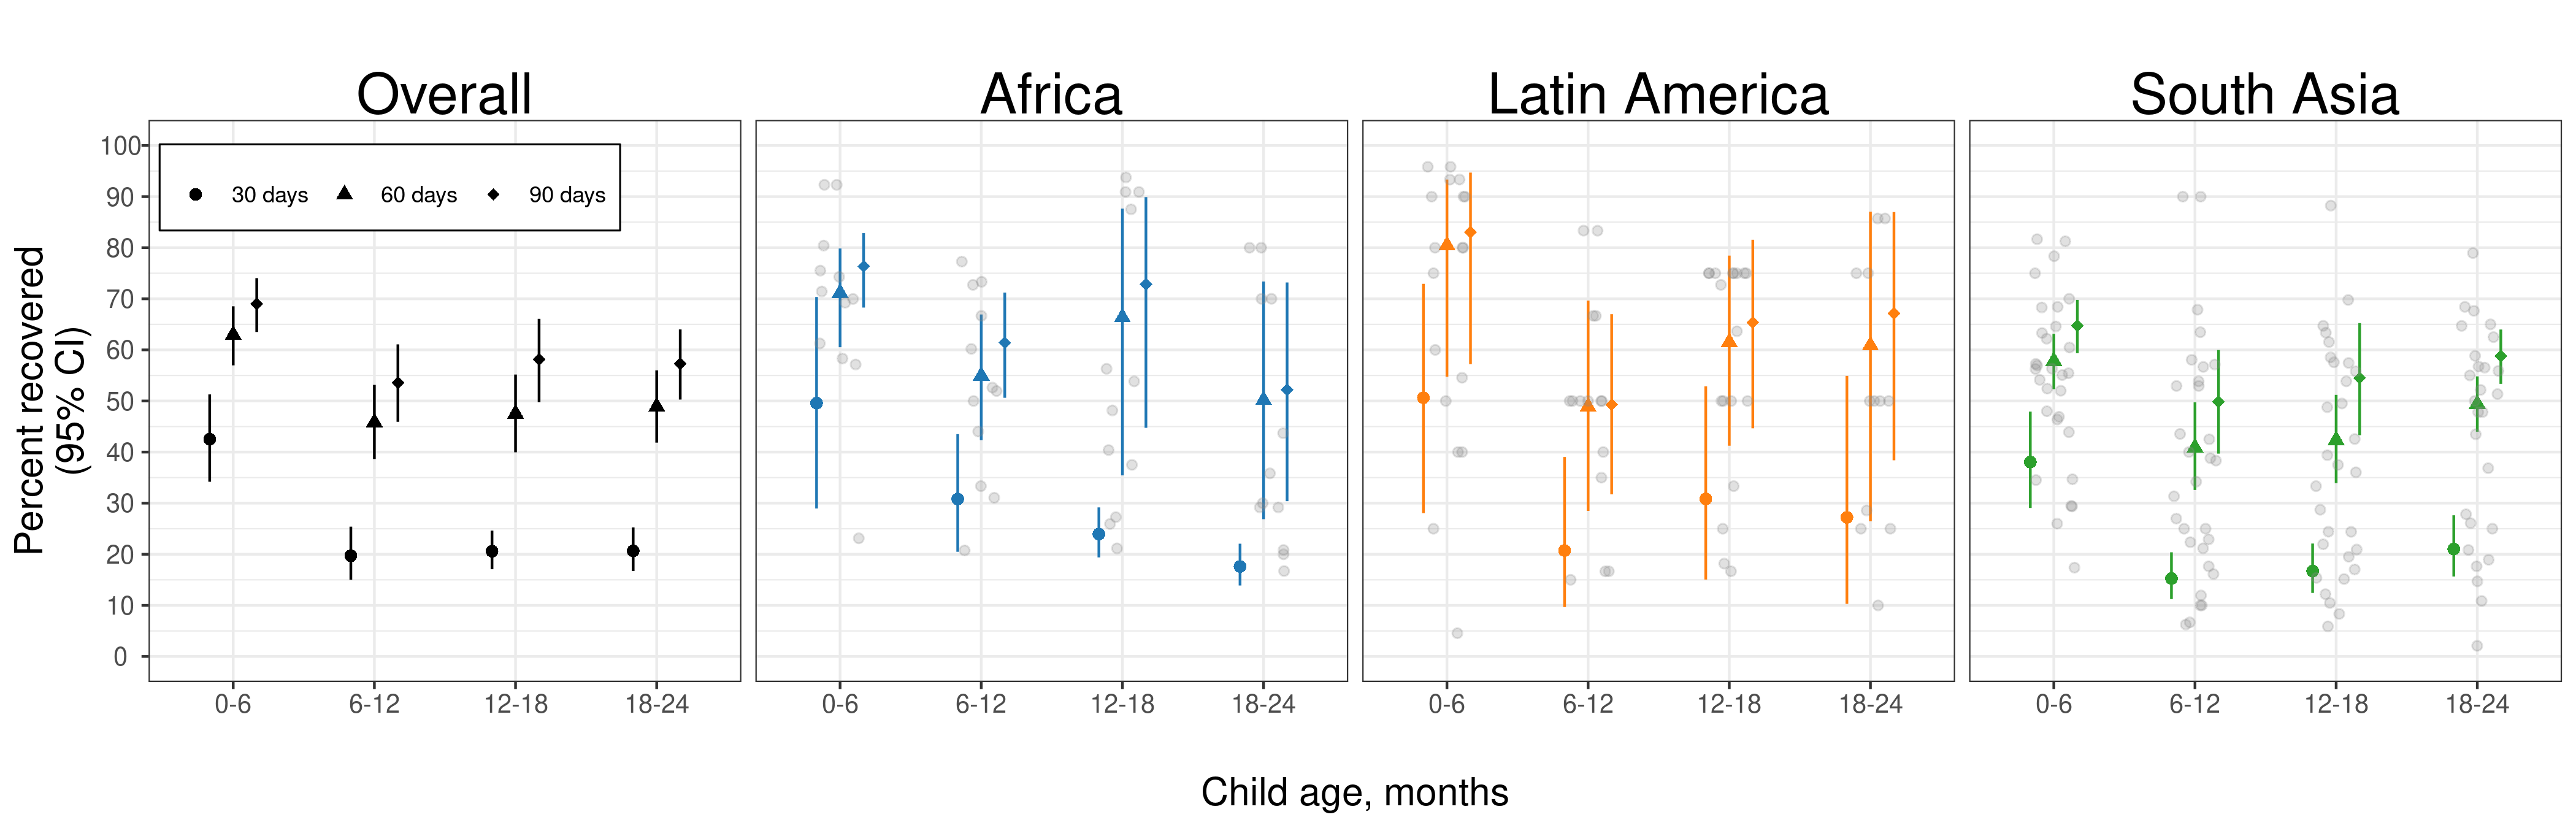 Overall
Africa
Latin America
South Asia
Percent recovered
(95% CI)
100
90
80
70
60
50
40
30
20
10
0
30 days 60 days 90 days
0-6 6-12 12-18 18-24
0-6 6-12 12-18 18-24
0-6 6-12 12-18 18-24
0-6 6-12 12-18 18-24
Child age, months